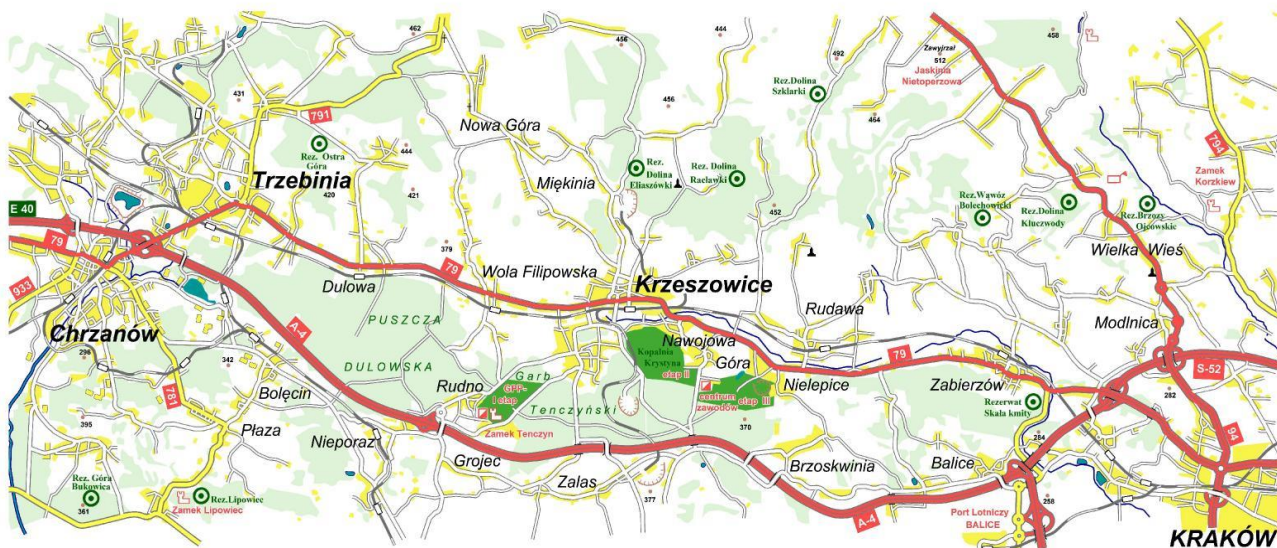 462
456
444
492
Zawyjrzał
512
458
Jaskinia
Nietoperzowa
Rez.Dolina
Szklarki
431
791
456
464
794
Nowa Góra
Rez. Ostra
Góra
444
420
421
Trzebinia
Miękinia
Rez.
Dolina
Eliaszówki
Rez. Dolina
Racławki
452
Rez.Wąwóz
Bolechowicki
Rez.Dolina
Kluczwody
Rez.Brzozy
Ojcowskie
Zamek
Korzkiew
E 40
79
379
79
Wielka Wieś
933
Dulowa
Wola Filipowska
Krzeszowice
Rudawa
Modlnica
Chrzanów
296
A-4
PUSZCZA
DULOWSKA
342
Bolęcin
781
Kopalnia
Krystyna
etap II
Nawojowa
Góra
79
Nielepice
Zabierzów
S-52
282
Rudno
Garb
Tenczyński
GPR-
I etap
centrum
zawodów
etap III
370
Rezerwat
Skała kmity
395
Płaza
Nieporaz
Zamek Tenczyn
Grojec
Zalas
377
Brzoskwinia
Balice
284
94
Rez. Góra
Bukowica
361
Rez.Lipowiec
Zamek Lipowiec
A-4
Port Lotniczy
BALICE
258
KRAKÓW